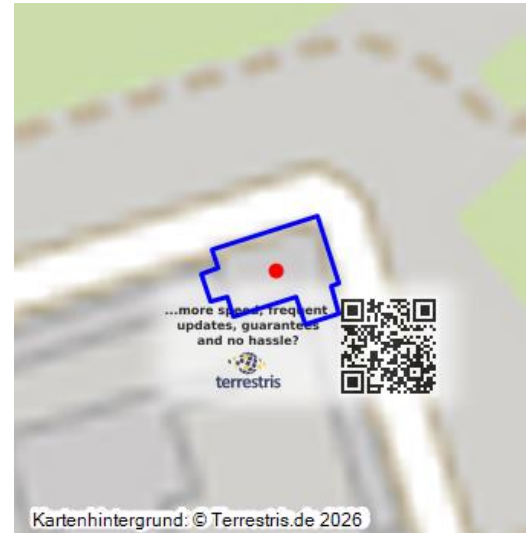 ...more speed, frequent
updates, guarantees
and no hassle?
terrestris
Kartenhintergrund: © Terrestris.de 2026